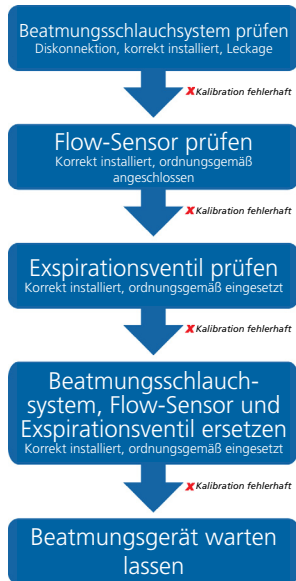 Beatmungsschlauchsystem prüfen
Diskonnektion, korrekt installiert, Leckage
✗ Kalibration fehlerhaft
Flow-Sensor prüfen
Korrekt installiert, ordnungsgemäß
angeschlossen
✗ Kalibration fehlerhaft
Exspirationsventil prüfen
Korrekt installiert, ordnungsgemäß eingesetzt
✗ Kalibration fehlerhaft
Beatmungsschlauch-
system, Flow-Sensor und
Exspirationsventil ersetzen
Korrekt installiert, ordnungsgemäß eingesetzt
✗ Kalibration fehlerhaft
Beatmungsgerät warten
lassen